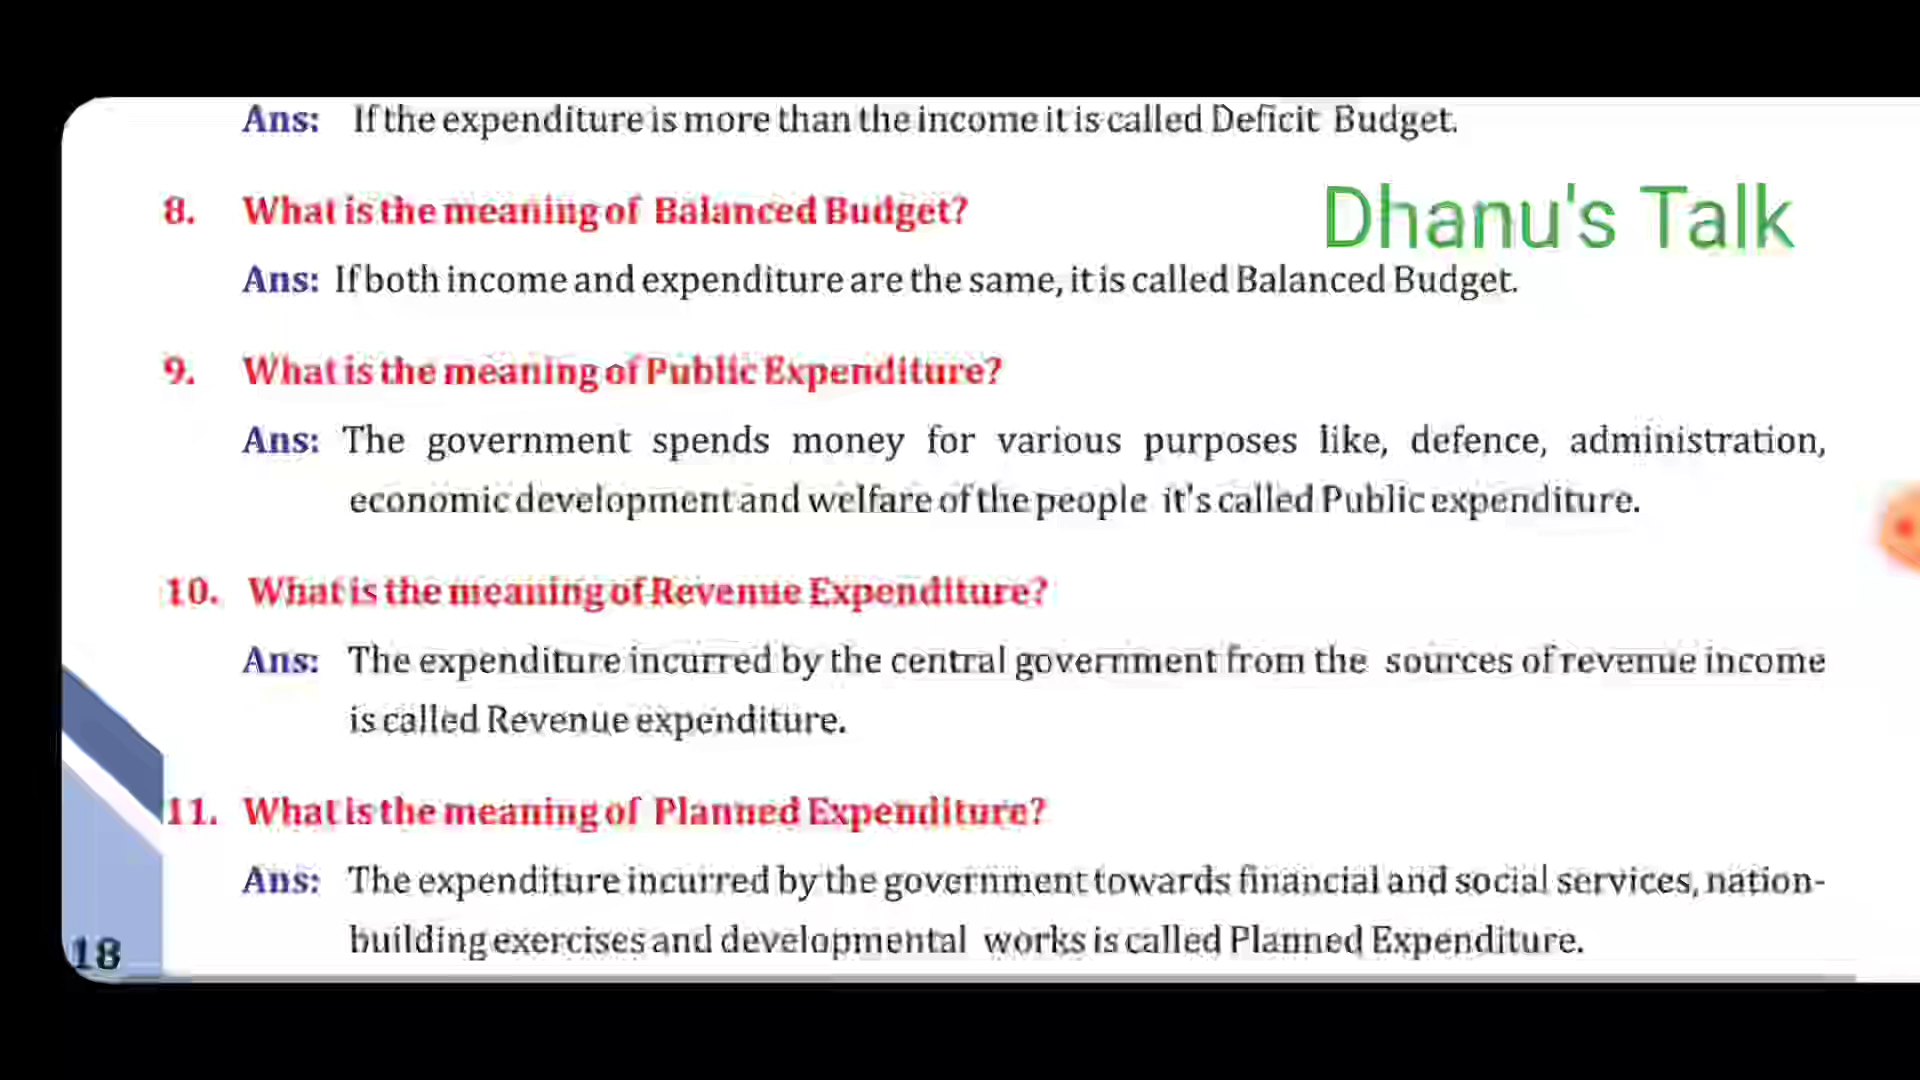 Ans: If the expenditure is more than the income it is called Deficit Budget.
8. What is the meaning of Balanced Budget?
Dhanu's Talk
Ans: If both income and expenditure are the same, it is called Balanced Budget.
9. What is the meaning of Public Expenditure?
Ans: The government spends money for various purposes like, defence, administration,
economic development and welfare of the people it's called Public expenditure.
10. What is the meaning of Revenue Expenditure?
Ans: The expenditure incurred by the central government from the sources of revenue income
is called Revenue expenditure.
11. What is the meaning of Planned Expenditure?
Ans: The expenditure incurred by the government towards financial and social services, nation-
building exercises and developmental works is called Planned Expenditure.
18